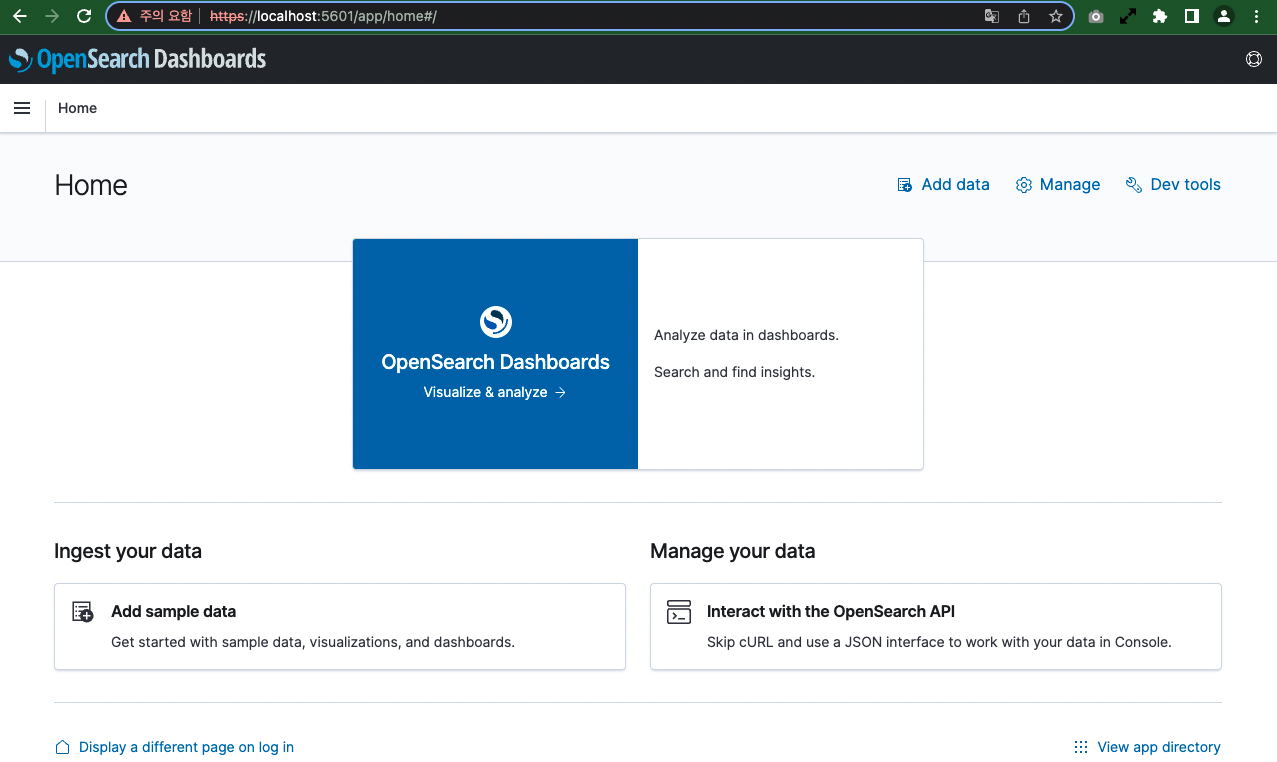 주의 요함 https://localhost:5601/app/home#/
OpenSearch Dashboards
Home
Home
Add data
Manage
Dev tools
OpenSearch Dashboards
Visualize & analyze →
Analyze data in dashboards.
Search and find insights.
Ingest your data
Add sample data
Get started with sample data, visualizations, and dashboards.
Manage your data
Interact with the OpenSearch API
Skip cURL and use a JSON interface to work with your data in Console.
Display a different page on log in
View app directory